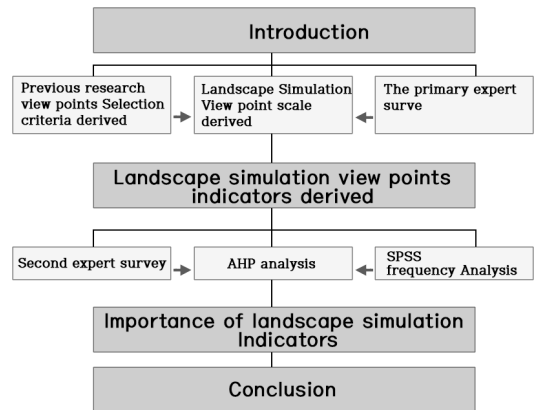 Introduction
Previous research
view points Selection
criteria derived
Landscape Simulation
View point scale
derived
The primary expert
surve
Landscape simulation view points
indicators derived
Second expert survey
AHP analysis
SPSS
frequency Analysis
Importance of landscape simulation
Indicators
Conclusion